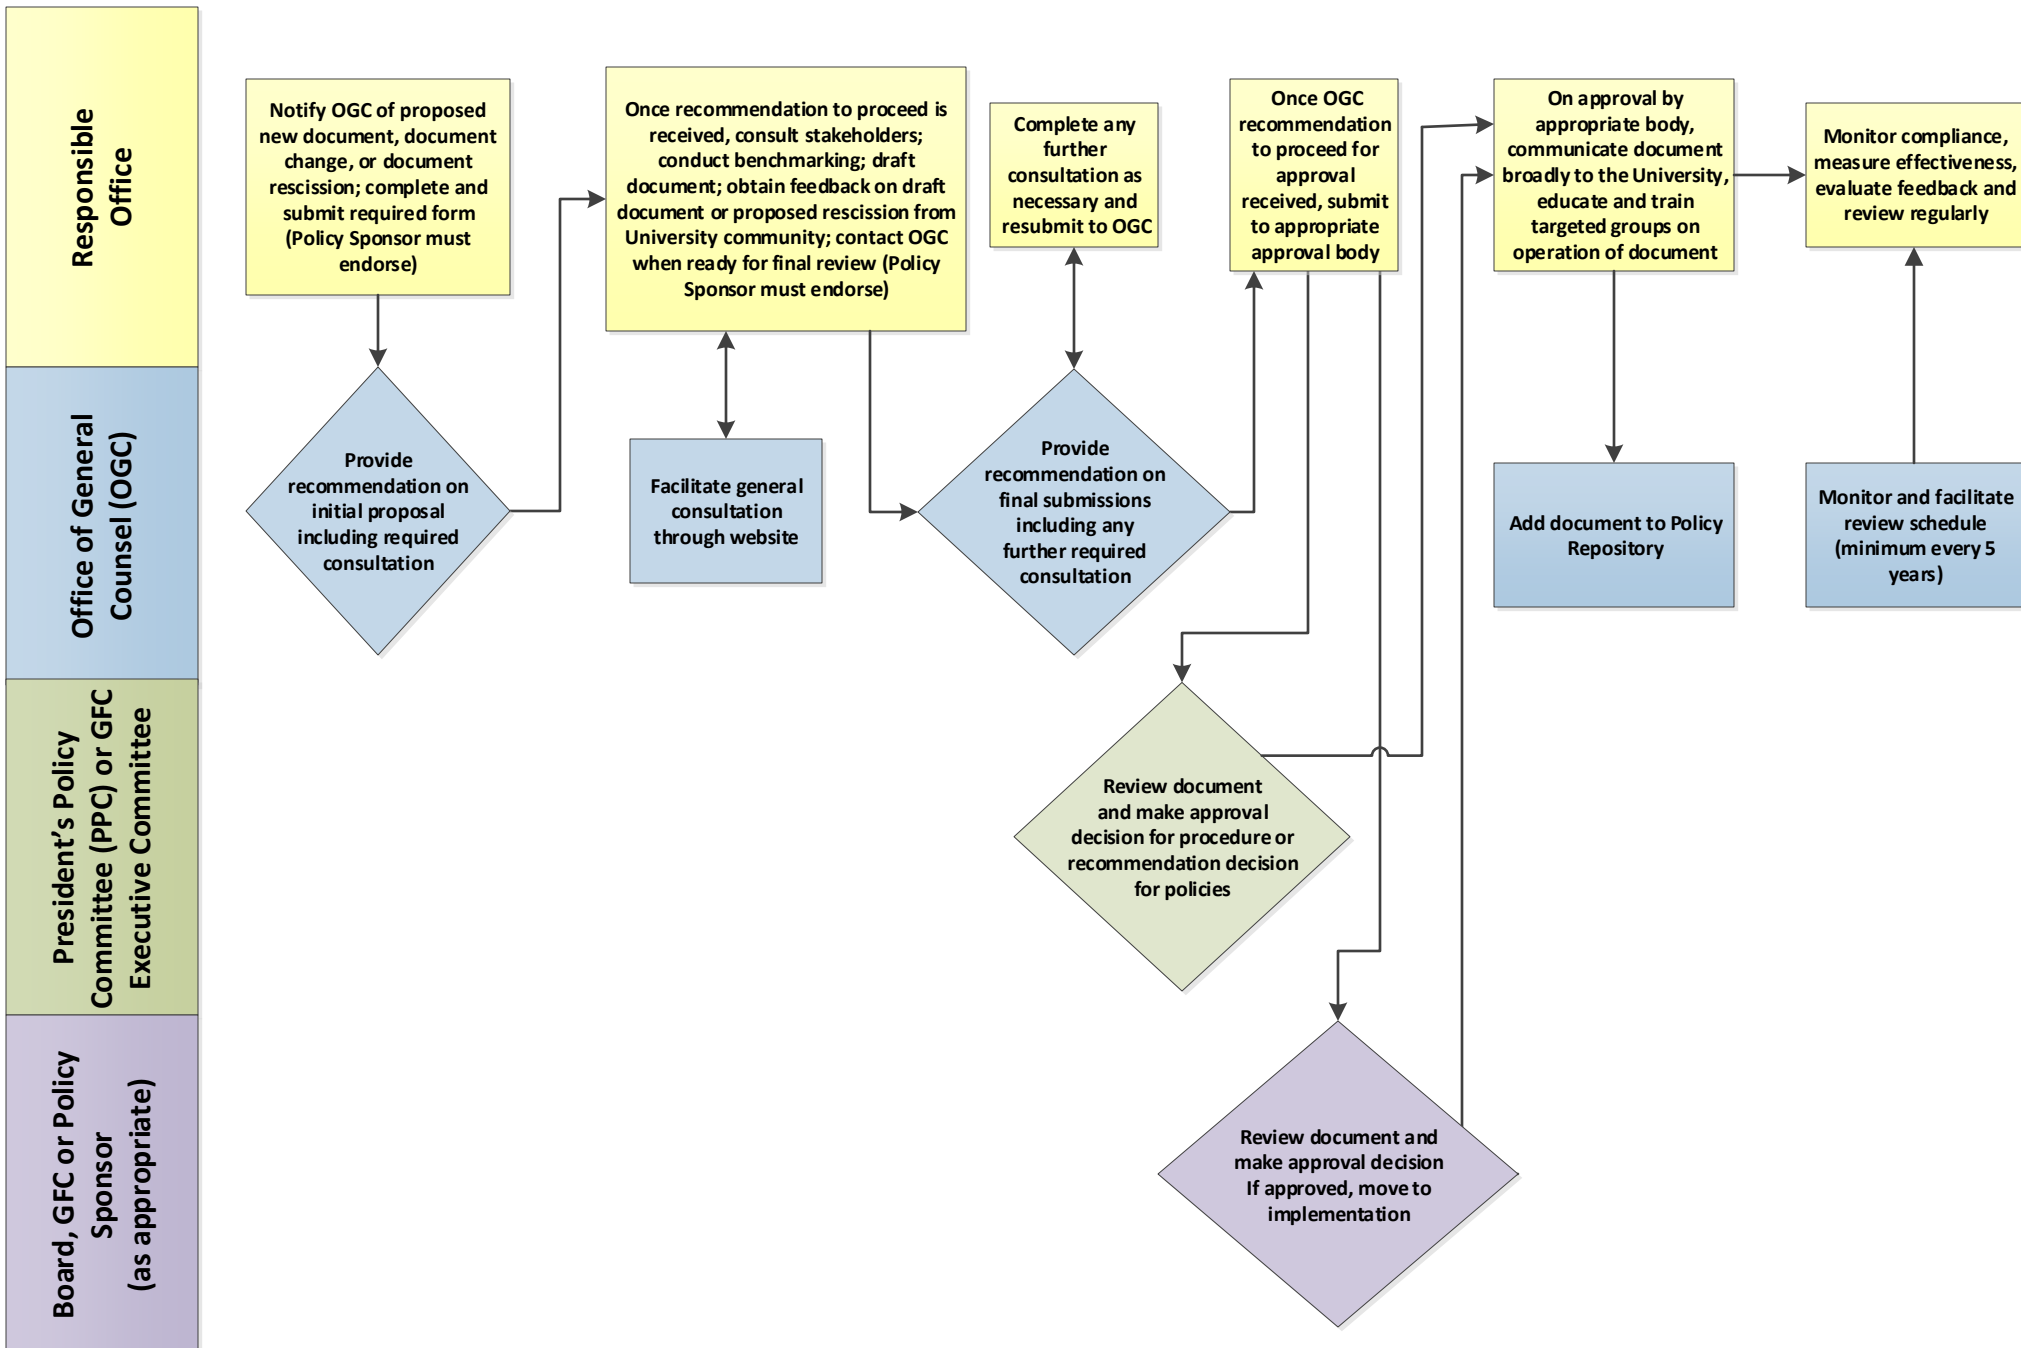 Responsible
Office
Notify OGC of proposed
new document, document
change, or document
rescission; complete and
submit required form
(Policy Sponsor must
endorse)
Once recommendation to proceed is
received, consult stakeholders;
conduct benchmarking; draft
document; obtain feedback on draft
document or proposed rescission from
University community; contact OGC
when ready for final review (Policy
Sponsor must endorse)
Complete any
further
consultation as
necessary and
resubmit to OGC
Once OGC
recommendation
to proceed for
approval
received, submit
to appropriate
approval body
On approval by
appropriate body,
communicate document
broadly to the University,
educate and train
targeted groups on
operation of document
Monitor compliance,
measure effectiveness,
evaluate feedback and
review regularly
Office of General
Counsel (OGC)
Provide
recommendation on
initial proposal
including required
consultation
Facilitate general
consultation
through website
Provide
recommendation on
final submissions
including any
further required
consultation
Add document to Policy
Repository
Monitor and facilitate
review schedule
(minimum every 5
years)
President's Policy
Committee (PPC) or GFC
Executive Committee
Review document
and make approval
decision for procedure or
recommendation decision
for policies
Board, GFC or Policy
Sponsor
(as appropriate)
Review document and
make approval decision
If approved, move to
implementation